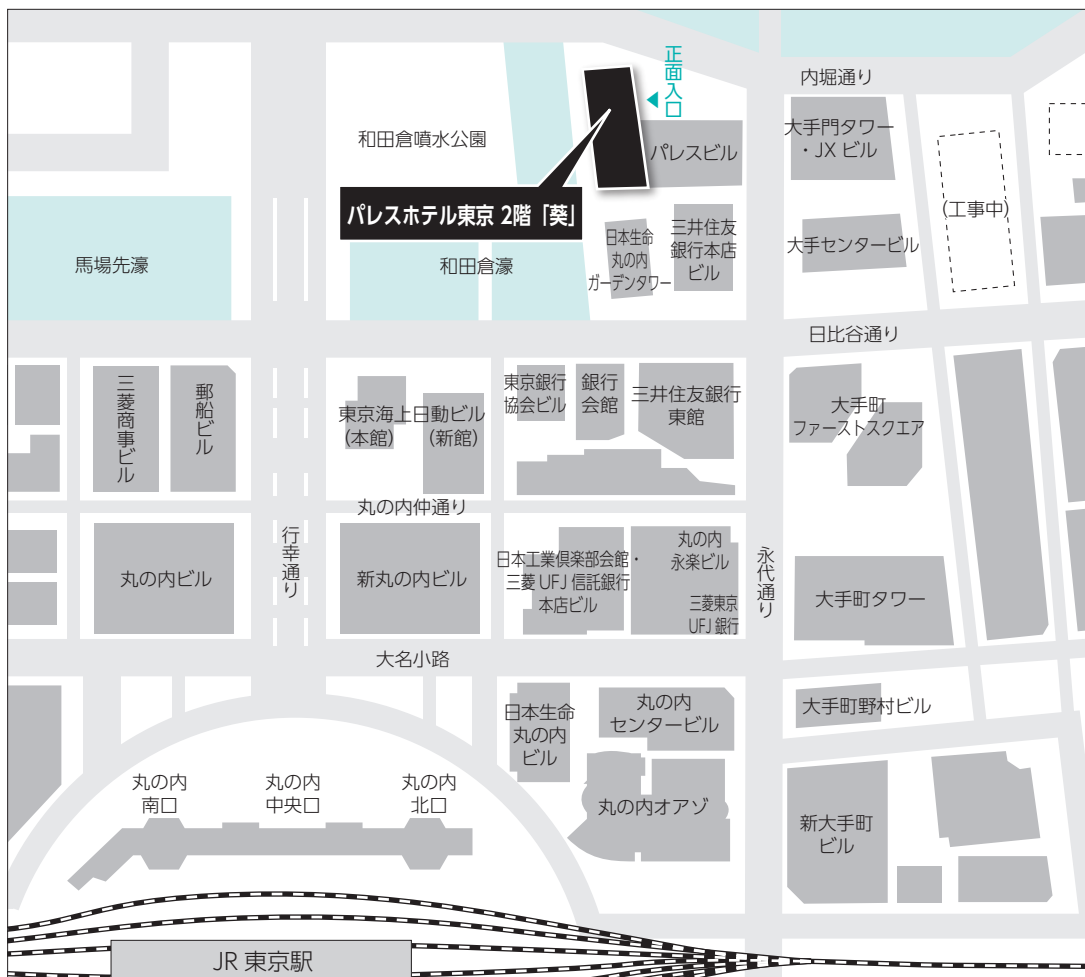 正面入口
内堀通り
和田倉噴水公園
大手門タワー
・JX ビル
パレスビル
パレスホテル東京 2階「葵」
(工事中)
日本生命
丸の内
ガーデンタワー
三井住友
銀行本店
ビル
大手センタービル
馬場先濠
和田倉濠
日比谷通り
三菱商事ビル
郵船ビル
東京海上日動ビル
(本館)
(新館)
東京銀行
協会ビル
銀行
会館
三井住友銀行
東館
大手町
ファーストスクエア
丸の内仲通り
行幸通り
丸の内ビル
新丸の内ビル
日本工業倶楽部会館・
三菱 UFJ 信託銀行
本店ビル
丸の内
永楽ビル
三菱東京
UFJ 銀行
永代通り
大手町タワー
大名小路
日本生命
丸の内
ビル
丸の内
センタービル
大手町野村ビル
丸の内
南口
丸の内
中央口
丸の内
北口
丸の内オアゾ
新大手町
ビル
JR 東京駅